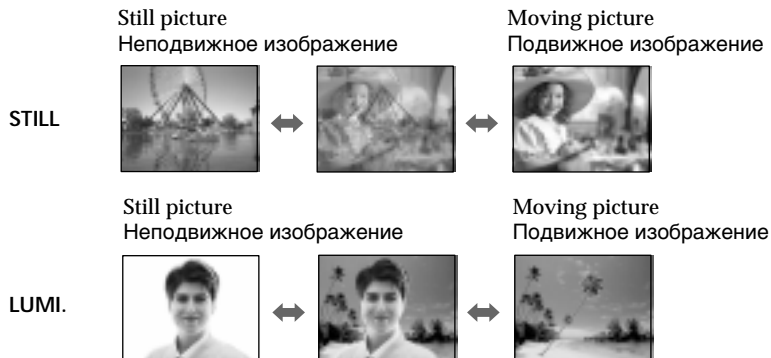 Still picture
Неподвижное изображение
Moving picture
Подвижное изображение
STILL
Still picture
Неподвижное изображение
Moving picture
Подвижное изображение
LUMI.